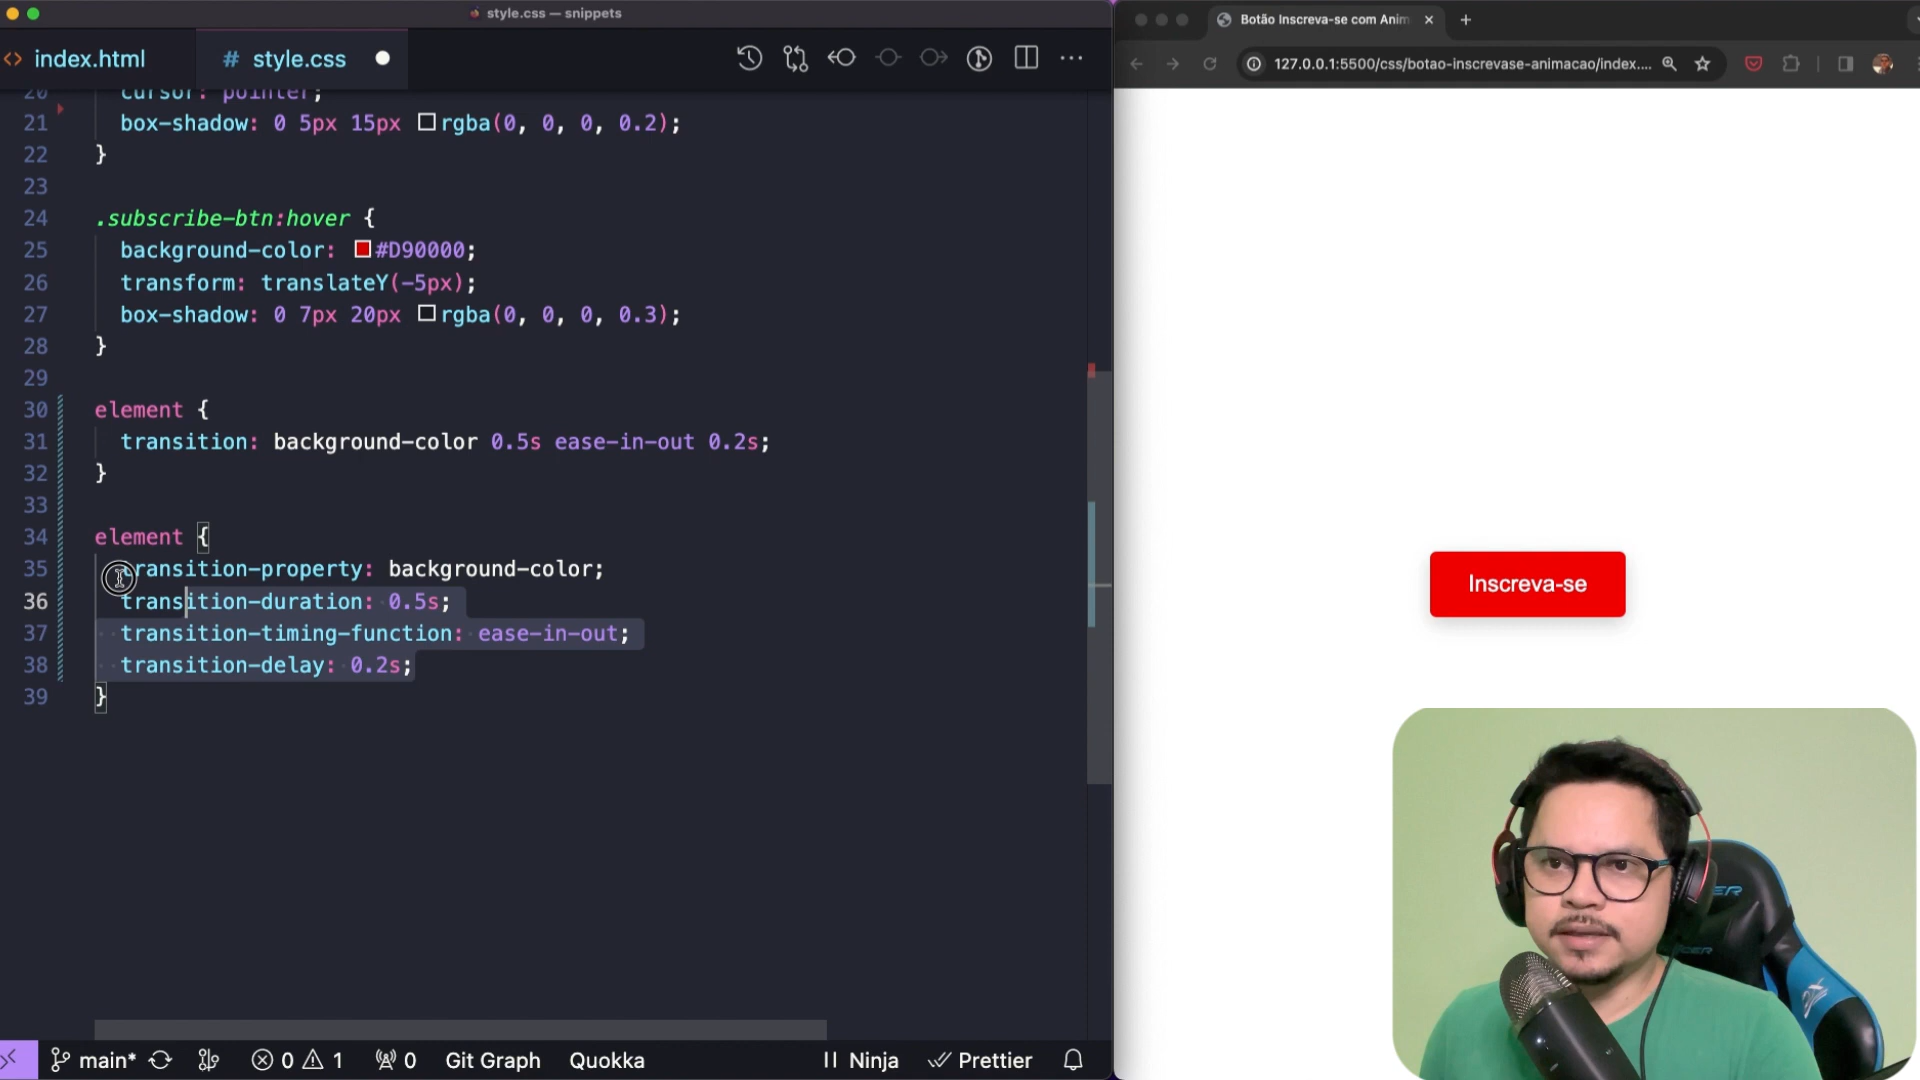 style.css — snippets
index.html
# style.css
20 cursor: pointer;
21 box-shadow: 0 5px 15px rgba(0, 0, 0, 0.2);
22 }
23
24 .subscribe-btn:hover {
25 background-color: #D90000;
26 transform: translateY(-5px);
27 box-shadow: 0 7px 20px rgba(0, 0, 0, 0.3);
28 }
29
30 element {
31 transition: background-color 0.5s ease-in-out 0.2s;
32 }
33
34 element {
35 transition-property: background-color;
36 transition-duration: 0.5s;
37 transition-timing-function: ease-in-out;
38 transition-delay: 0.2s;
39 }
main* 0 1 0 Git Graph Quokka Ninja Prettier
Botão Inscreva-se com Anim
127.0.0.1:5500/css/botao-inscrevase-animacao/index....
Inscreva-se